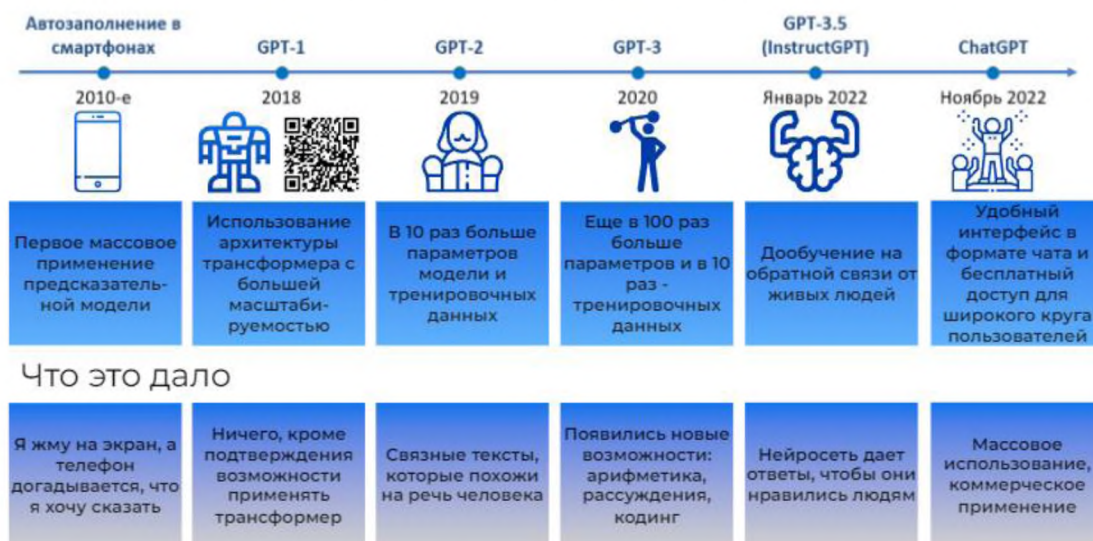 Автозаполнение в
смартфонах
GPT-1
GPT-2
GPT-3
GPT-3.5
(InstructGPT)
ChatGPT
2010-е
2018
2019
2020
Январь 2022
Ноябрь 2022
Первое массовое
применение
предсказатель-
ной модели
Использование
архитектуры
трансформера с
большей
масштаби-
руемостью
В 10 раз больше
параметров
модели и
тренировочных
данных
Еще в 100 раз
больше
параметров и в 10
раз -
тренировочных
данных
Дообучение на
обратной связи от
живых людей
Удобный
интерфейс в
формате чата и
бесплатный
доступ для
широкого круга
пользователей
Что это дало
Я жму на экран, а
телефон
догадывается, что
я хочу сказать
Ничего, кроме
подтверждения
возможности
применять
трансформер
Связные тексты,
которые похожи
на речь человека
Появились новые
возможности:
арифметика,
рассуждения,
кодинг
Нейросеть дает
ответы, чтобы они
нравились людям
Массовое
использование,
коммерческое
применение